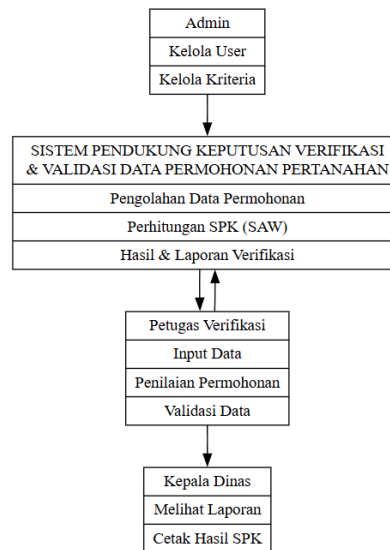 Admin
Kelola User
Kelola Kriteria
SISTEM PENDUKUNG KEPUTUSAN VERIFIKASI
& VALIDASI DATA PERMOHONAN PERTANAHAN
Pengolahan Data Permohonan
Perhitungan SPK (SAW)
Hasil & Laporan Verifikasi
Petugas Verifikasi
Input Data
Penilaian Permohonan
Validasi Data
Kepala Dinas
Melihat Laporan
Cetak Hasil SPK